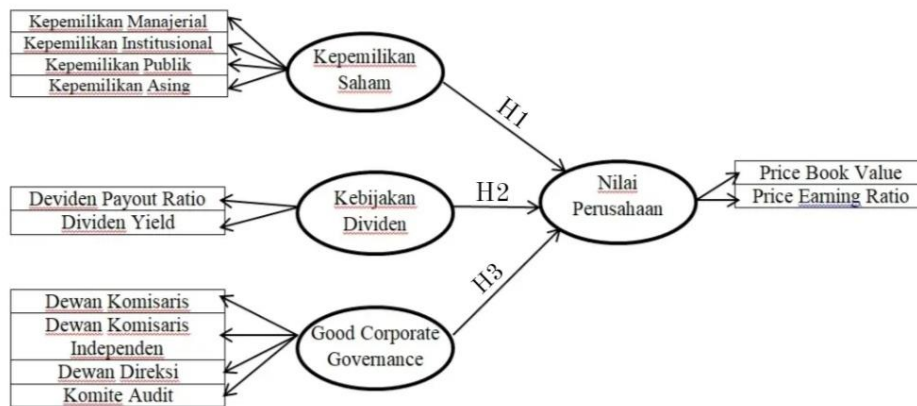 Kepemilikan Manajerial
Kepemilikan Institusional
Kepemilikan Publik
Kepemilikan Asing
Kepemilikan
Saham
H1
Deviden Payout Ratio
Dividen Yield
Kebijakan
Dividen
H2
Nilai
Perusahaan
Price Book Value
Price Earning Ratio
H3
Dewan Komisaris
Dewan Komisaris
Independen
Dewan Direksi
Komite Audit
Good Corporate
Governance